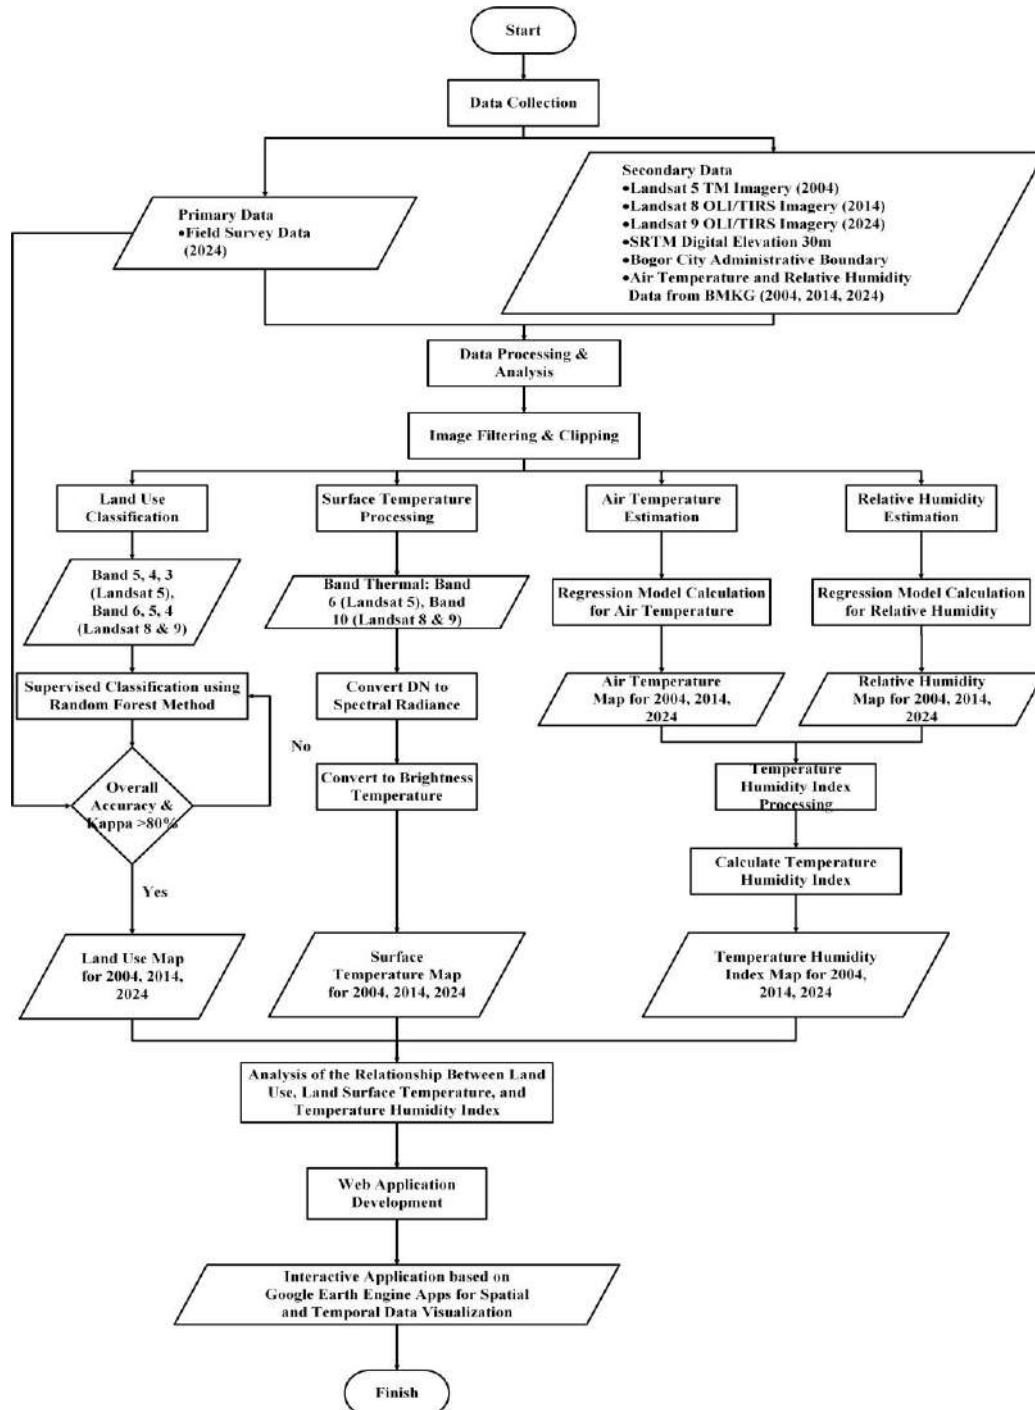 Start
Data Collection
Primary Data
•Field Survey Data
(2024)
Secondary Data
•Landsat 5 TM Imagery (2004)
•Landsat 8 OLI/TIRS Imagery (2014)
•Landsat 9 OLI/TIRS Imagery (2024)
•SRTM Digital Elevation 30m
•Bogor City Administrative Boundary
•Air Temperature and Relative Humidity
Data from BMKG (2004, 2014, 2024)
Data Processing &
Analysis
Image Filtering & Clipping
Land Use
Classification
Surface Temperature
Processing
Air Temperature
Estimation
Relative Humidity
Estimation
Band 5, 4, 3
(Landsat 5),
Band 6, 5, 4
(Landsat 8 & 9)
Band Thermal: Band
6 (Landsat 5), Band
10 (Landsat 8 & 9)
Regression Model Calculation
for Air Temperature
Regression Model Calculation
for Relative Humidity
Supervised Classification using
Random Forest Method
Convert DN to
Spectral Radiance
Air Temperature
Map for 2004, 2014,
2024
Relative Humidity
Map for 2004, 2014,
2024
No
Overall
Accuracy &
Kappa >80%
Convert to Brightness
Temperature
Temperature
Humidity Index
Processing
Calculate Temperature
Humidity Index
Yes
Land Use Map
for 2004, 2014,
2024
Surface
Temperature Map
for 2004, 2014, 2024
Temperature Humidity
Index Map for 2004,
2014, 2024
Analysis of the Relationship Between Land
Use, Land Surface Temperature, and
Temperature Humidity Index
Web Application
Development
Interactive Application based on
Google Earth Engine Apps for Spatial
and Temporal Data Visualization
Finish